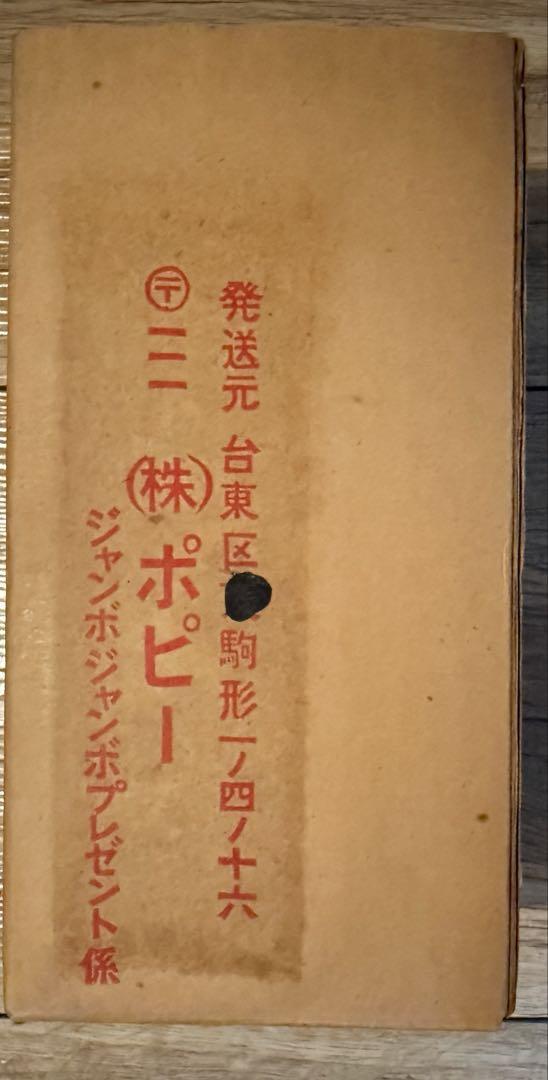 発送元 台東区 駒形一ノ四ノ十六
〒一一一 (株)ポピー
ジャンボジャンボプレゼント係